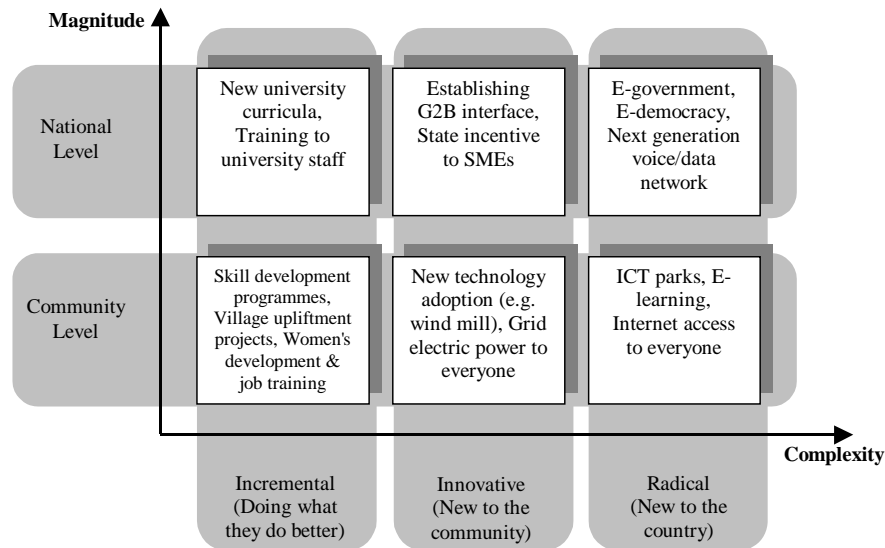 Magnitude
National
Level
New university
curricula,
Training to
university staff
Establishing
G2B interface,
State incentive
to SMEs
E-government,
E-democracy,
Next generation
voice/data
network
Community
Level
Skill development
programmes,
Village upliftment
projects, Women's
development &
job training
New technology
adoption (e.g.
wind mill), Grid
electric power to
everyone
ICT parks, E-
learning,
Internet access
to everyone
Complexity
Incremental
(Doing what
they do better)
Innovative
(New to the
community)
Radical
(New to the
country)